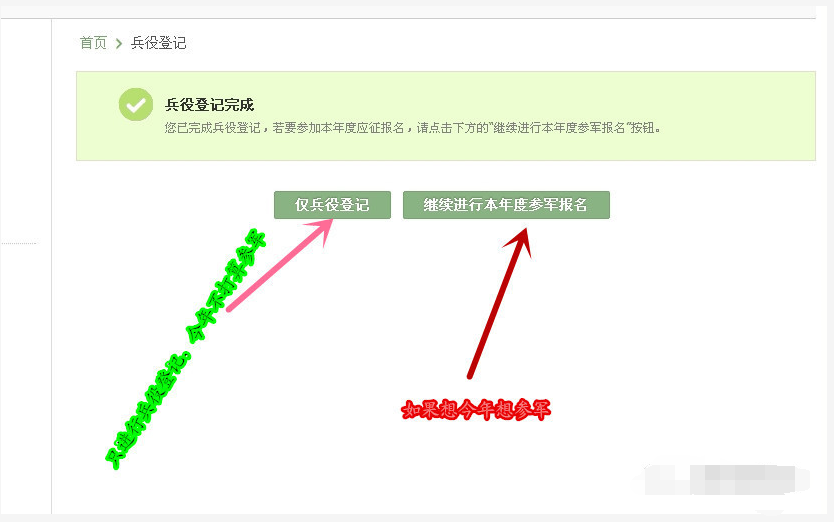 首页 > 兵役登记
兵役登记完成
您已完成兵役登记，若要参加本年度应征报名，请点击下方的“继续进行本年度参军报名”按钮。
仅兵役登记 继续进行本年度参军报名
只进行兵役登记。今年不打算参军
如果想今年想参军